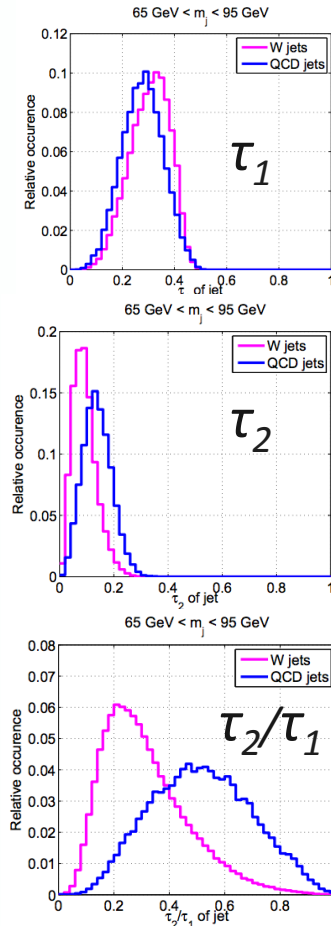 65 GeV < m_j < 95 GeV
W jets
QCD jets
Relative occurence
0.12
0.1
0.08
0.06
0.04
0.02
0
τ1
0 0.2 0.4 0.6 0.8 1
τ of jet
65 GeV < m_j < 95 GeV
W jets
QCD jets
Relative occurence
0.2
0.15
0.1
0.05
0
τ2
0 0.2 0.4 0.6 0.8 1
τ2 of jet
65 GeV < m_j < 95 GeV
W jets
QCD jets
Relative occurence
0.08
0.07
0.06
0.05
0.04
0.03
0.02
0.01
0
τ2/τ1
0 0.2 0.4 0.6 0.8
τ2/τ1 of jet